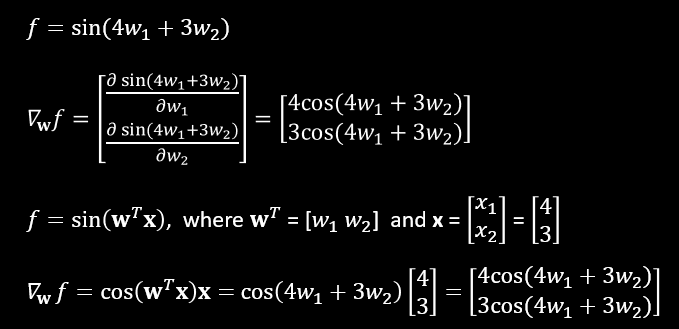 f = sin(4w₁ + 3w₂)
∇_𝐰f = [∂ sin(4w₁+3w₂)/∂w₁; ∂ sin(4w₁+3w₂)/∂w₂] = [4cos(4w₁ + 3w₂); 3cos(4w₁ + 3w₂)]
f = sin(𝐰ᵀ𝐱), where 𝐰ᵀ = [w₁ w₂] and 𝐱 = [x₁; x₂] = [4; 3]
∇_𝐰 f = cos(𝐰ᵀ𝐱)𝐱 = cos(4w₁ + 3w₂) [4; 3] = [4cos(4w₁ + 3w₂); 3cos(4w₁ + 3w₂)]